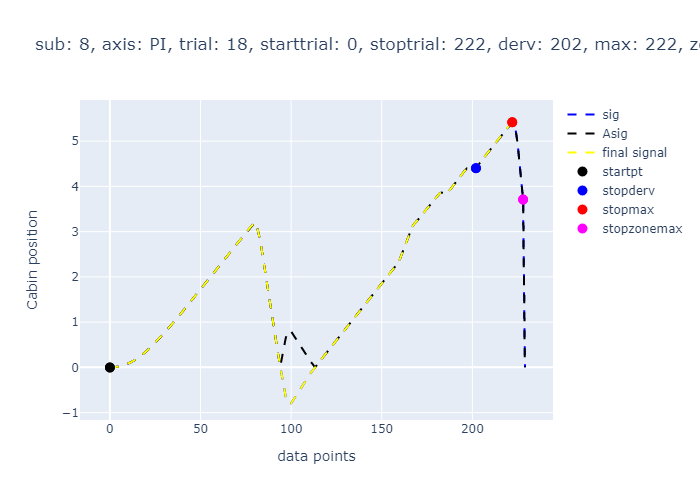 sub: 8, axis: PI, trial: 18, starttrial: 0, stoptrial: 222, derv: 202, max: 222,
sig
Asig
final signal
startpt
stopderv
stopmax
stopzonemax
Cabin position
5
4
3
2
1
0
−1
0 50 100 150 200
data points